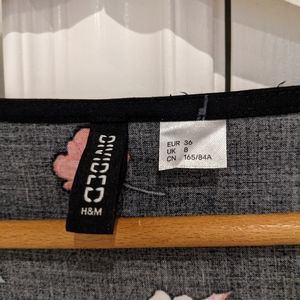 DIVIDED
H&M
EUR 36
UK 8
CN 165/84A